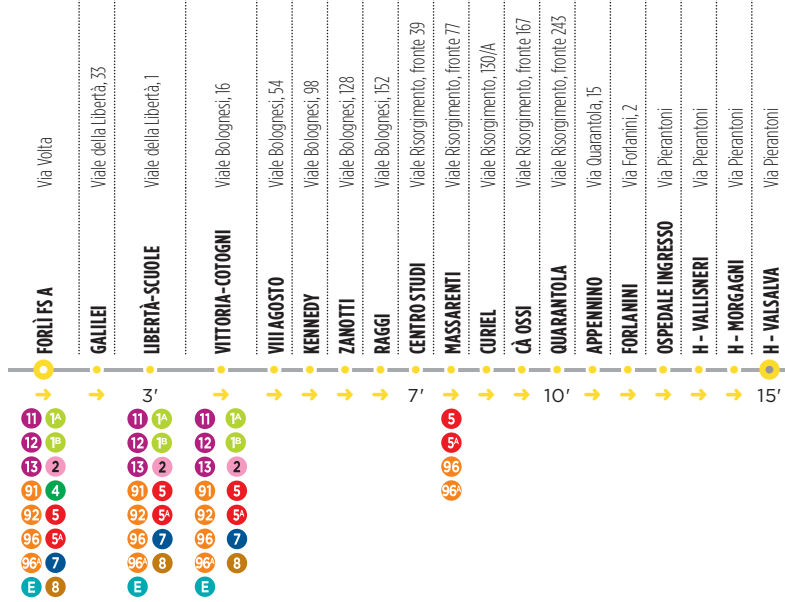 Via Volta
Viale della Libertà, 33
Viale della Libertà, 1
Viale Bolognesi, 16
Viale Bolognesi, 54
Viale Bolognesi, 98
Viale Bolognesi, 128
Viale Bolognesi, 152
Viale Risorgimento, fronte 39
Viale Risorgimento, fronte 77
Viale Risorgimento, 130/A
Viale Risorgimento, fronte 167
Viale Risorgimento, fronte 243
Via Quarantola, 15
Via Forlanini, 2
Via Pierantoni
Via Pierantoni
Via Pierantoni
Via Pierantoni
FORLÌ FS A
GALILEI
LIBERTÀ-SCUOLE
VITTORIA-COTOGNI
VIII AGOSTO
KENNEDY
ZANOTTI
RAGGI
CENTRO STUDI
MASSARENTI
CURIEL
CÀ OSSI
QUARANTOLA
APPENNINO
FORLANINI
OSPEDALE INGRESSO
H - VALLISNERI
H - MORGAGNI
H - VALSALVA
3' 7' 10' 15'
11 1A 11 1A 11 1A 5
12 1B 12 1B 12 1B 5A
13 2 13 2 13 2 96
91 4 91 5 91 5 96A
92 5 92 5A 92 5A
96 5A 96 7 96 7
96A 7 96A 8 96A 8
E 8 E E